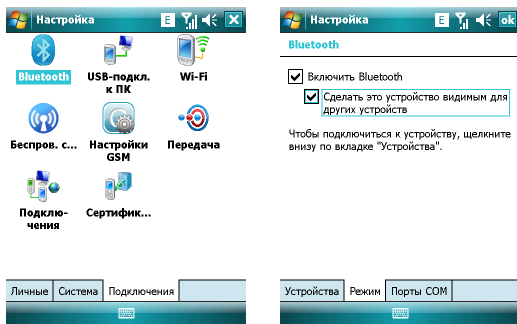 Настройка
E
Bluetooth
USB-подкл.
к ПК
Wi-Fi
Беспров. с...
Настройки
GSM
Передача
Подклю-
чения
Сертифик...
Личные
Система
Подключения
Настройка
E
ok
Bluetooth
Включить Bluetooth
Сделать это устройство видимым для
других устройств
Чтобы подключиться к устройству, щелкните
внизу по вкладке "Устройства".
Устройства
Режим
Порты COM